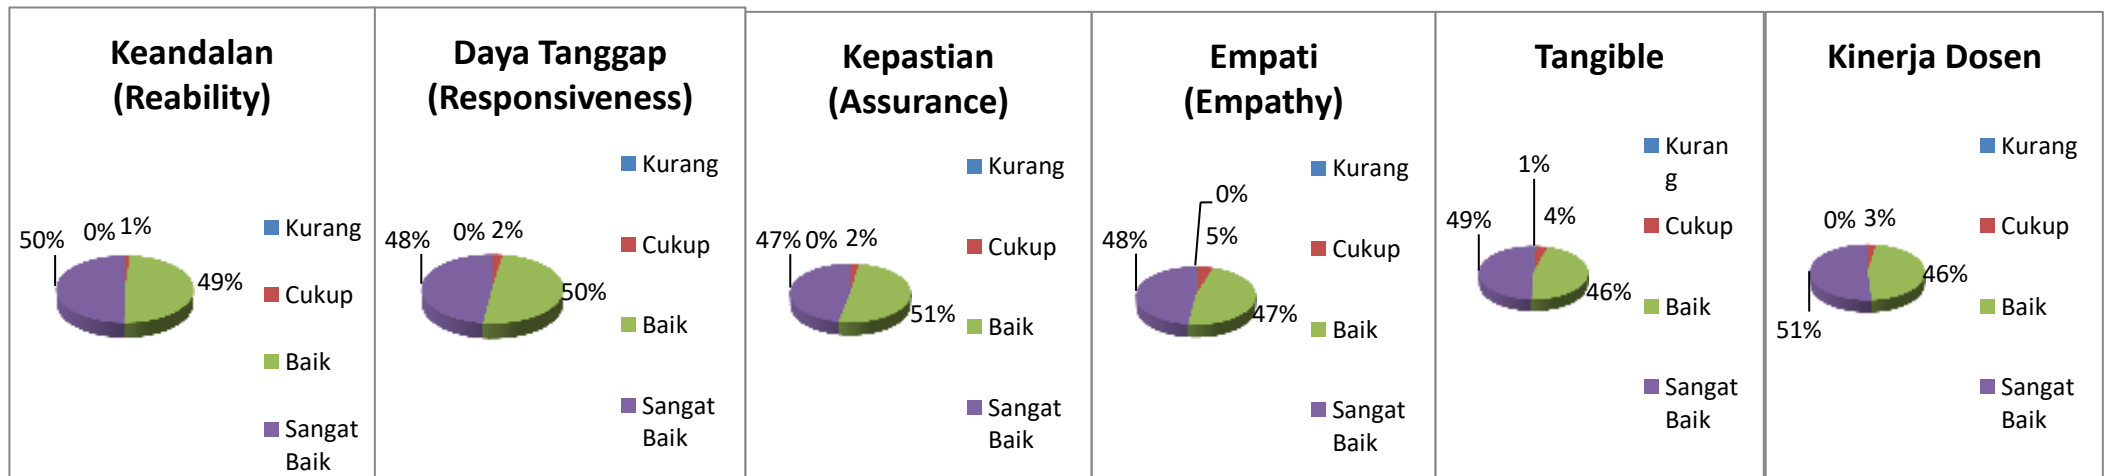 Keandalan
(Reability)
50%
0%
1%
49%
Kurang
Cukup
Baik
Sangat
Baik
Daya Tanggap
(Responsiveness)
48%
0%
2%
50%
Kurang
Cukup
Baik
Sangat
Baik
Kepastian
(Assurance)
47%
0%
2%
51%
Kurang
Cukup
Baik
Sangat
Baik
Empati
(Empathy)
48%
0%
5%
47%
Kurang
Cukup
Baik
Sangat
Baik
Tangible
49%
1%
4%
46%
Kuran
g
Cukup
Baik
Sangat
Baik
Kinerja Dosen
0%
3%
46%
51%
Kurang
Cukup
Baik
Sangat
Baik